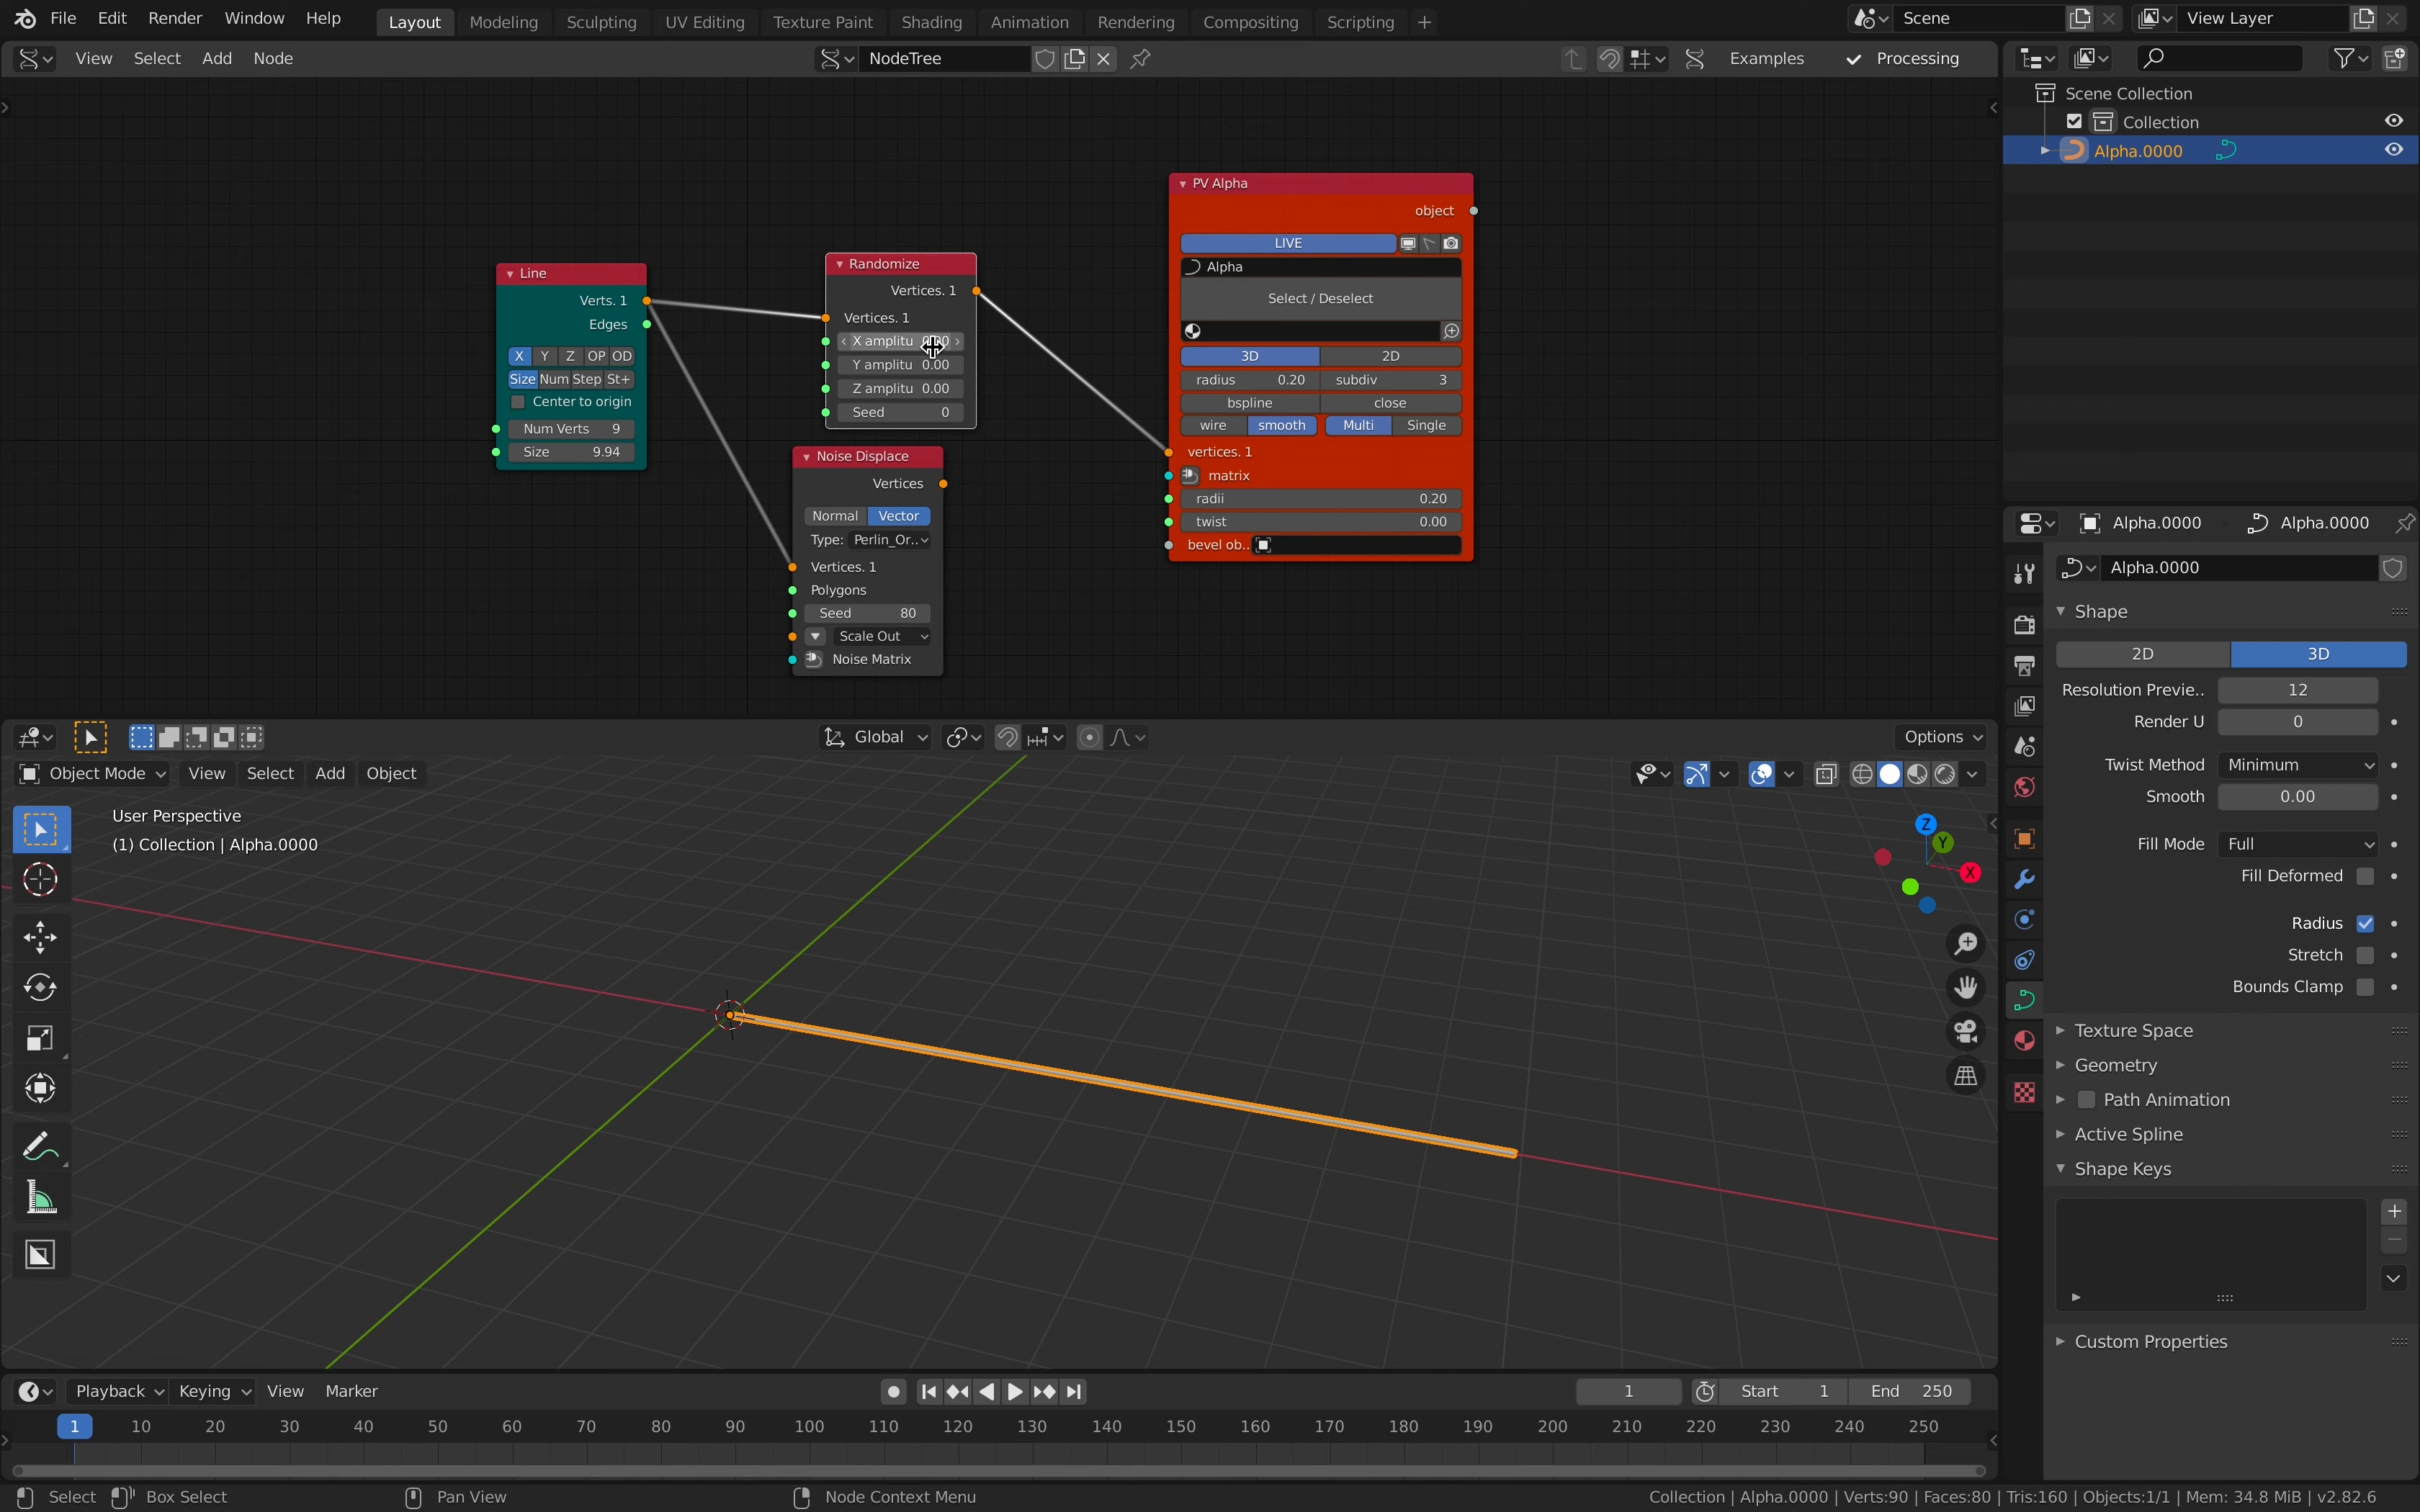 File Edit Render Window Help Layout Modeling Sculpting UV Editing Texture Paint Shading Animation Rendering Compositing Scripting + Scene View Layer
View Select Add Node NodeTree Examples Processing
Scene Collection
Collection
Alpha.0000
Line
Verts. 1
Edges
X Y Z OP OD
Size Num Step St+
Center to origin
Num Verts 9
Size 9.94
Randomize
Vertices. 1
Vertices. 1
X amplitu 0.00
Y amplitu 0.00
Z amplitu 0.00
Seed 0
Noise Displace
Vertices
Normal Vector
Type: Perlin_Or..
Vertices. 1
Polygons
Seed 80
Scale Out
Noise Matrix
PV Alpha
object
LIVE
Alpha
Select / Deselect
3D 2D
radius 0.20 subdiv 3
bspline close
wire smooth Multi Single
vertices. 1
matrix
radii 0.20
twist 0.00
bevel ob..
Alpha.0000 Alpha.0000
Alpha.0000
Shape
2D 3D
Resolution Previe.. 12
Render U 0
Twist Method Minimum
Smooth 0.00
Fill Mode Full
Fill Deformed
Radius
Stretch
Bounds Clamp
Texture Space
Geometry
Path Animation
Active Spline
Shape Keys
Custom Properties
Global Options
Object Mode View Select Add Object
User Perspective
(1) Collection | Alpha.0000
Z
Y
X
Playback Keying View Marker 1 Start 1 End 250
1 10 20 30 40 50 60 70 80 90 100 110 120 130 140 150 160 170 180 190 200 210 220 230 240 250
Select Box Select Pan View Node Context Menu Collection | Alpha.0000 | Verts:90 | Faces:80 | Tris:160 | Objects:1/1 | Mem: 34.8 MiB | v2.82.6